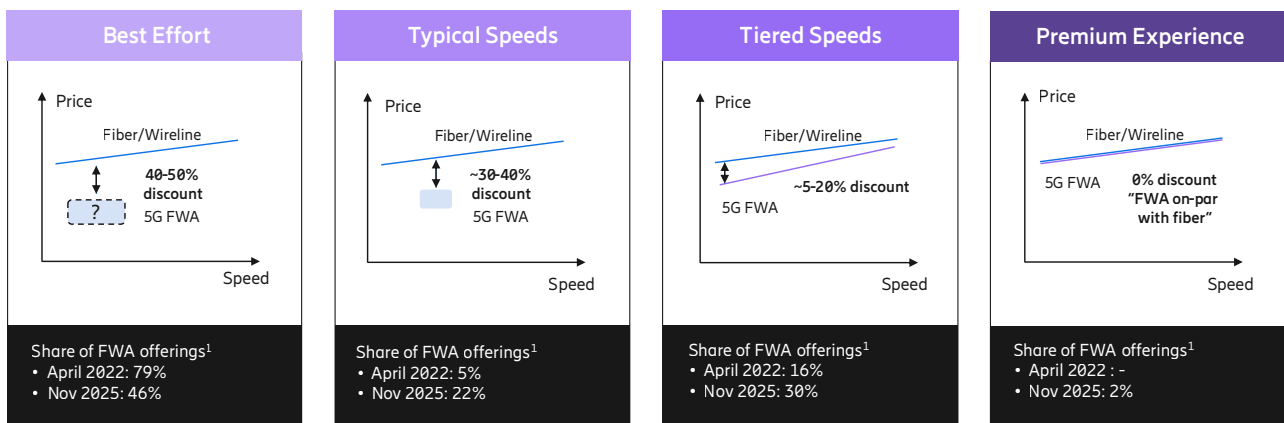 Best Effort
Price
Fiber/Wireline
40-50%
discount
?
5G FWA
Speed
Share of FWA offerings1
• April 2022: 79%
• Nov 2025: 46%
Typical Speeds
Price
Fiber/Wireline
~30-40%
discount
5G FWA
Speed
Share of FWA offerings1
• April 2022: 5%
• Nov 2025: 22%
Tiered Speeds
Price
Fiber/Wireline
~5-20% discount
5G FWA
Speed
Share of FWA offerings1
• April 2022: 16%
• Nov 2025: 30%
Premium Experience
Price
Fiber/Wireline
5G FWA
0% discount
"FWA on-par
with fiber"
Speed
Share of FWA offerings1
• April 2022 : -
• Nov 2025: 2%